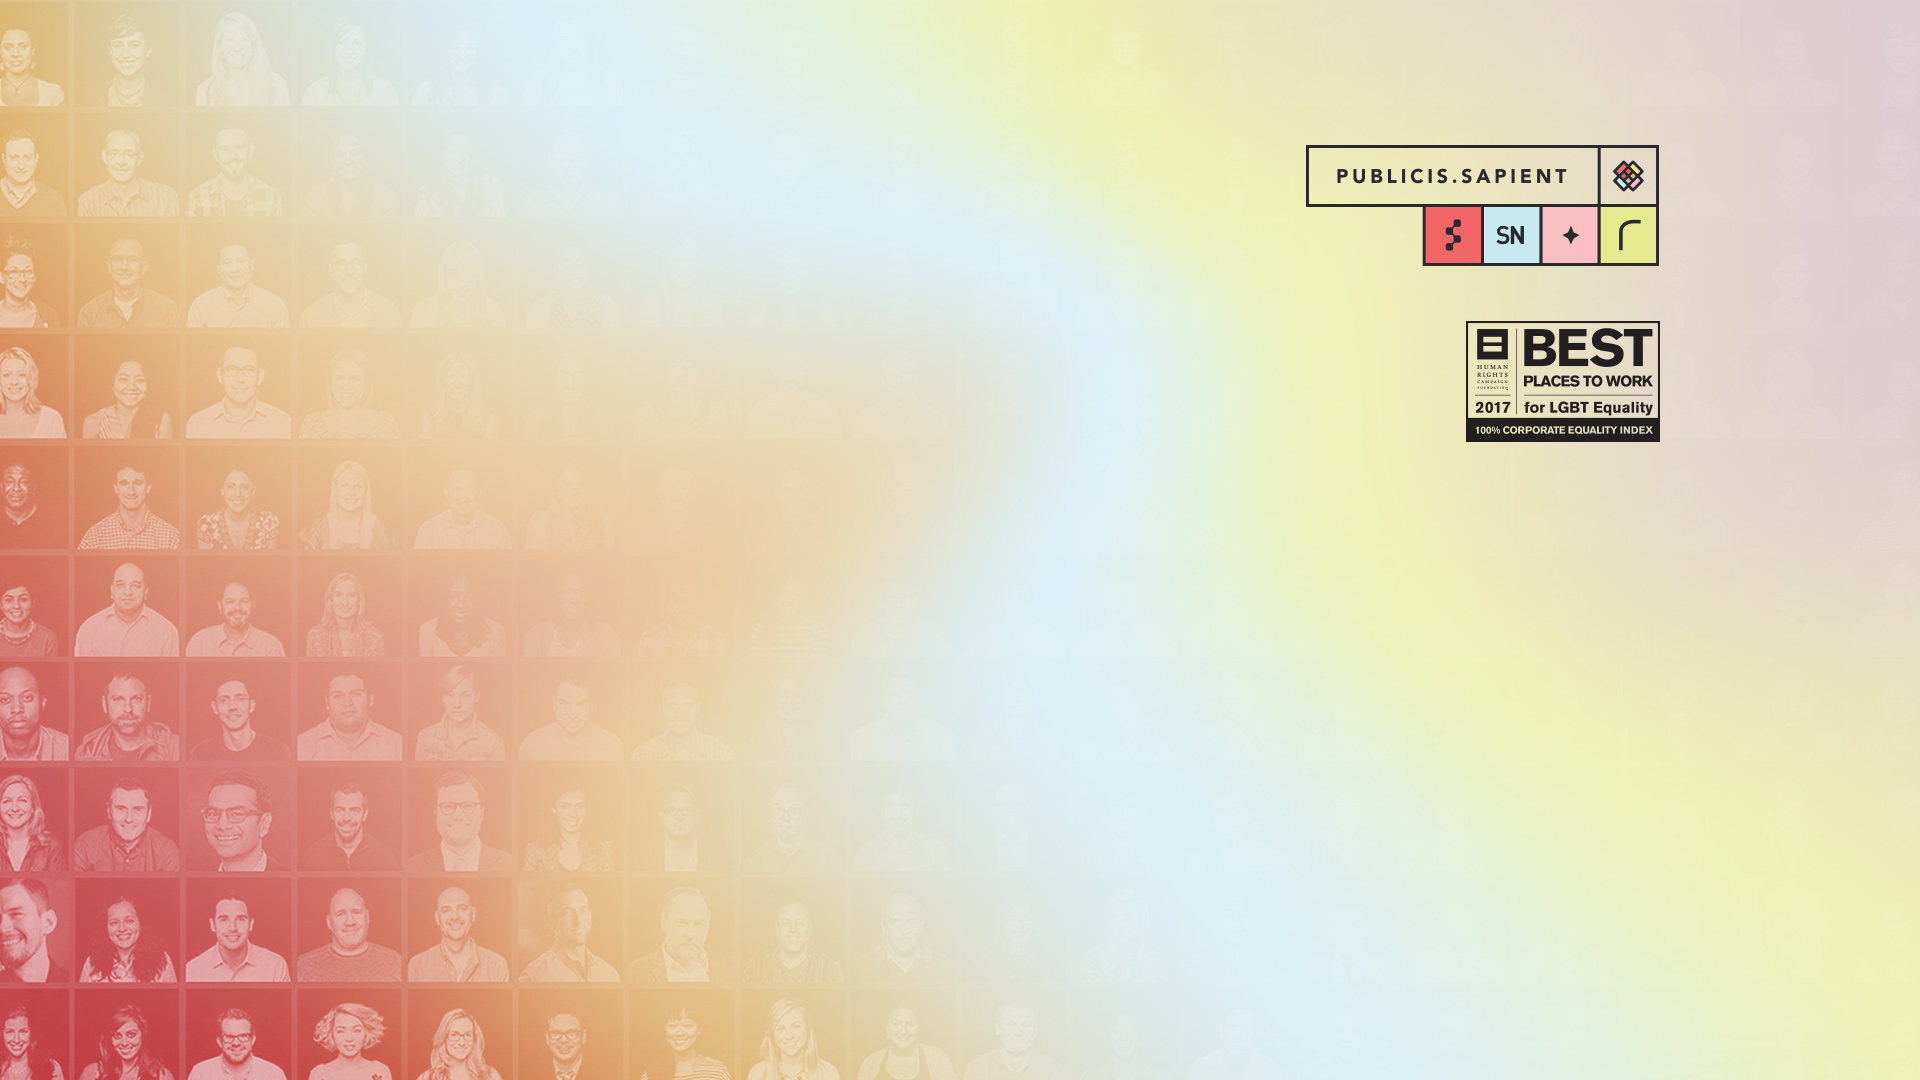 PUBLICIS.SAPIENT
SN
HUMAN
RIGHTS
CAMPAIGN
FOUNDATION
BEST
PLACES TO WORK
2017
for LGBT Equality
100% CORPORATE EQUALITY INDEX